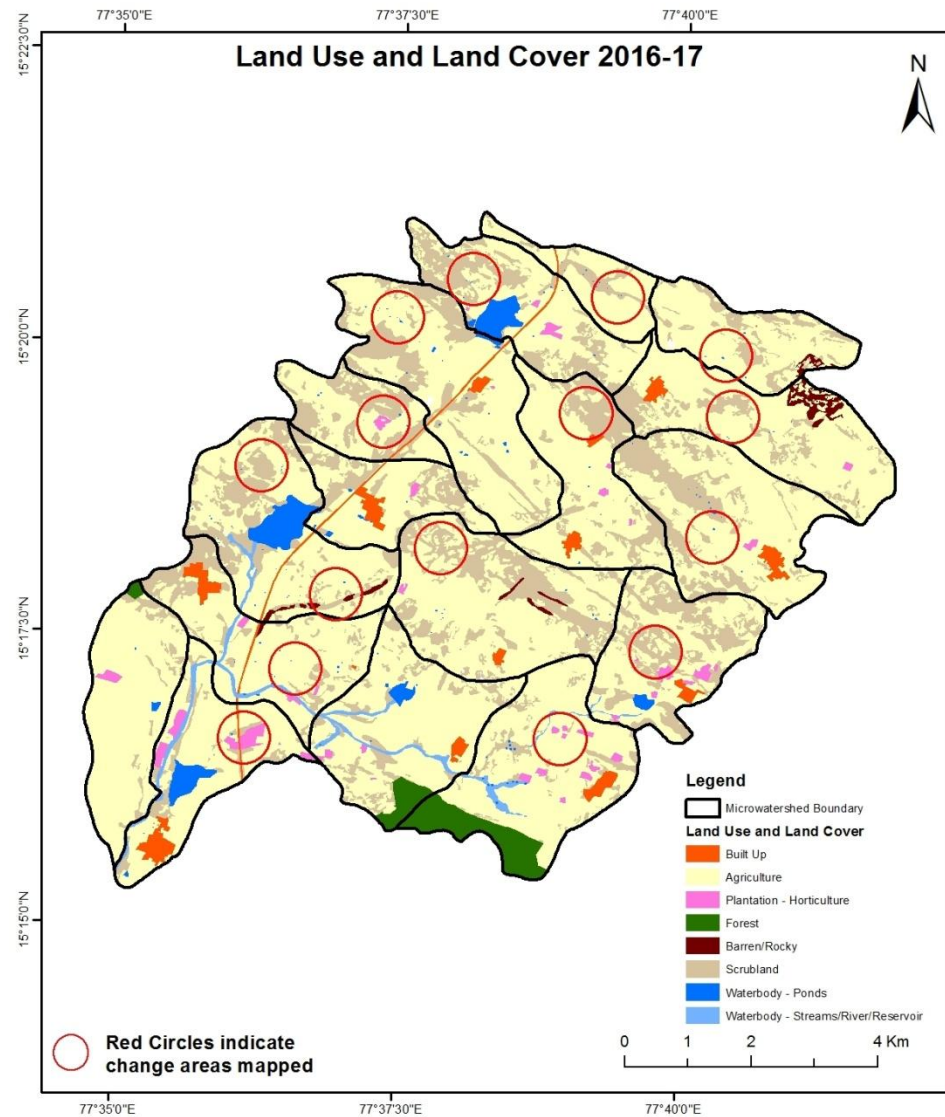 77°35'0"E 77°37'30"E 77°40'0"E
15°22'30"N
Land Use and Land Cover 2016-17
N
15°20'0"N
15°17'30"N
15°15'0"N
Legend
Microwatershed Boundary
Land Use and Land Cover
Built Up
Agriculture
Plantation - Horticulture
Forest
Barren/Rocky
Scrubland
Waterbody - Ponds
Waterbody - Streams/River/Reservoir
Red Circles indicate
change areas mapped
0 1 2 4 Km
77°35'0"E 77°37'30"E 77°40'0"E